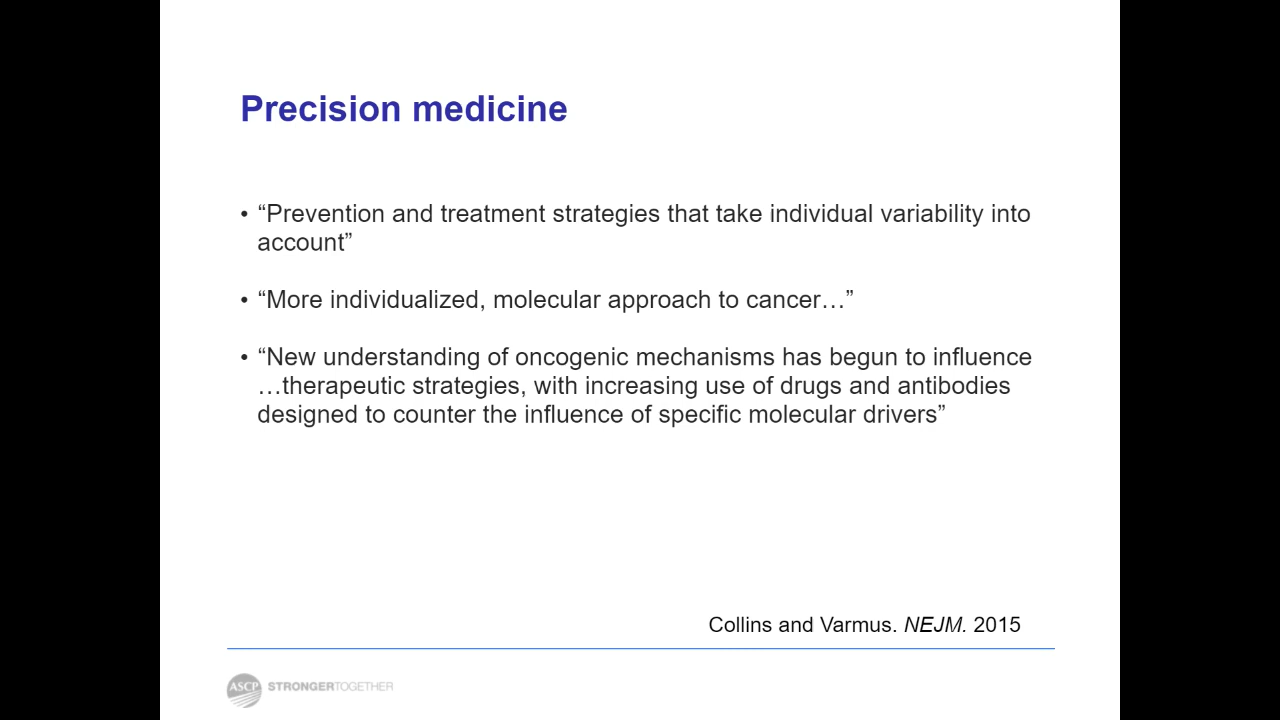 Precision medicine
• “Prevention and treatment strategies that take individual variability into
account”
• “More individualized, molecular approach to cancer…”
• “New understanding of oncogenic mechanisms has begun to influence
…therapeutic strategies, with increasing use of drugs and antibodies
designed to counter the influence of specific molecular drivers”
Collins and Varmus. NEJM. 2015
ASCP STRONGERTOGETHER